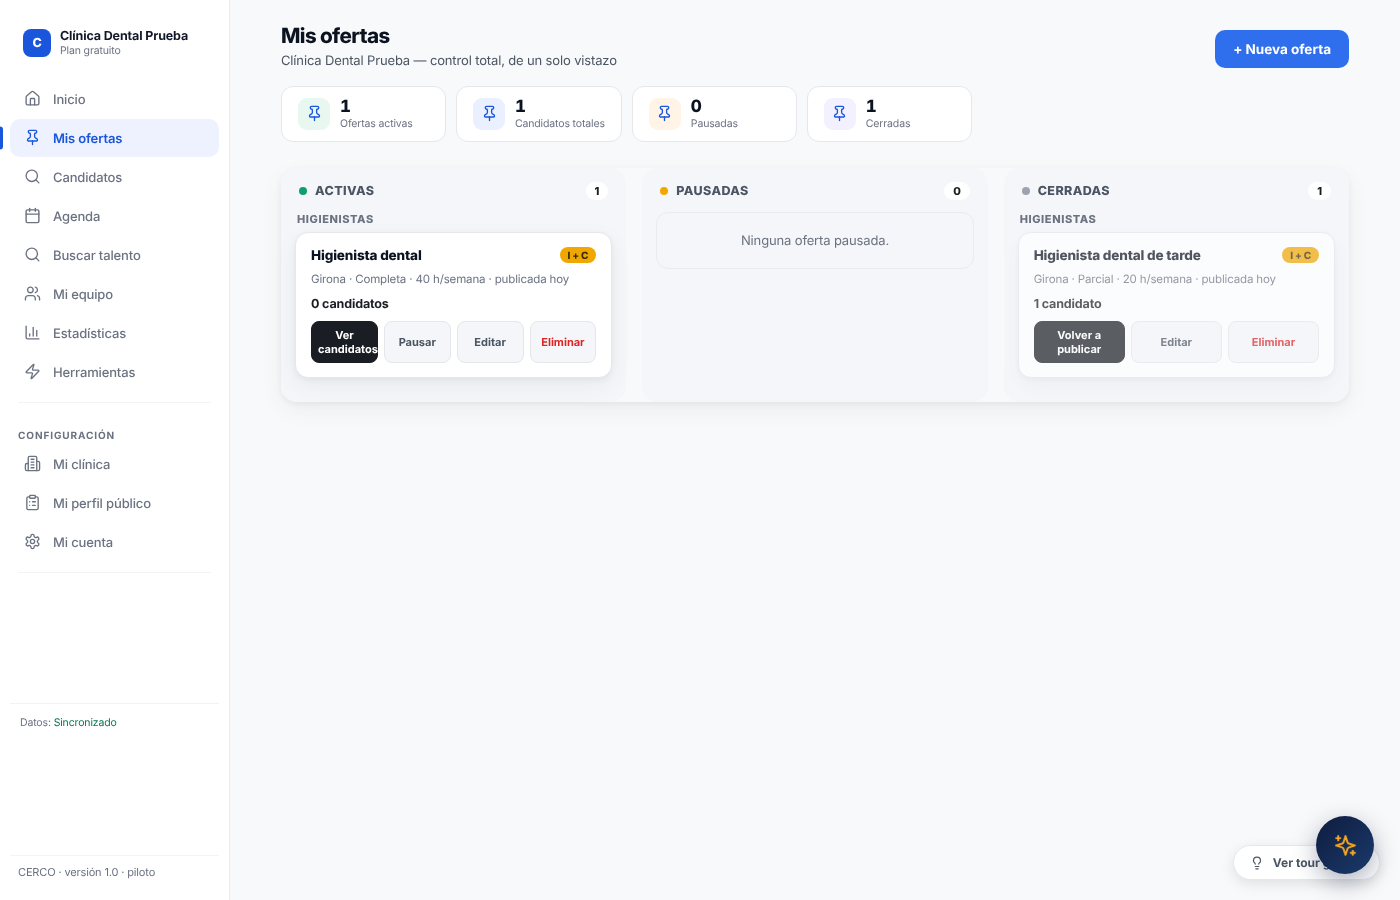 C
Clínica Dental Prueba
Plan gratuito
Inicio
Mis ofertas
Candidatos
Agenda
Buscar talento
Mi equipo
Estadísticas
Herramientas
CONFIGURACIÓN
Mi clínica
Mi perfil público
Mi cuenta
Datos: Sincronizado
CERCO · versión 1.0 · piloto
Mis ofertas
Clínica Dental Prueba — control total, de un solo vistazo
+ Nueva oferta
1
Ofertas activas
1
Candidatos totales
0
Pausadas
1
Cerradas
ACTIVAS
1
HIGIENISTAS
Higienista dental
I + C
Girona · Completa · 40 h/semana · publicada hoy
0 candidatos
Ver
candidatos
Pausar
Editar
Eliminar
PAUSADAS
0
Ninguna oferta pausada.
CERRADAS
1
HIGIENISTAS
Higienista dental de tarde
I + C
Girona · Parcial · 20 h/semana · publicada hoy
1 candidato
Volver a
publicar
Editar
Eliminar
Ver tour